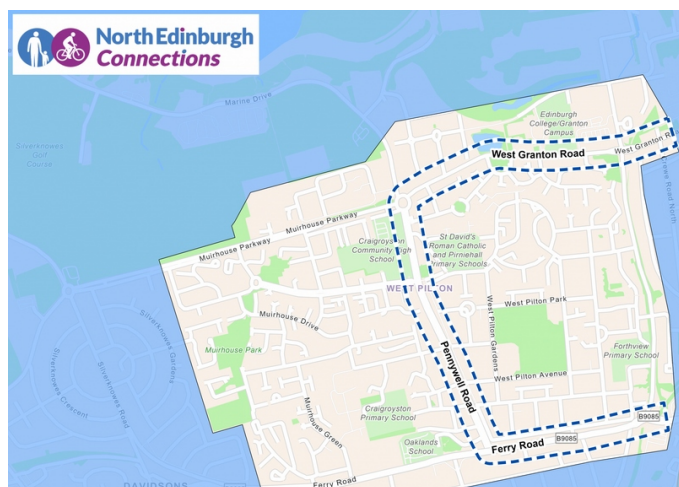 North Edinburgh
Connections
Marine Drive
Silverknowes
Golf
Course
Edinburgh
College/Granton
Campus
West Granton Road
West Granton R
Muirhouse Parkway
Muirhouse Parkway
Craigroyston
Community High
School
St David's
Roman Catholic
and Pirniehall
Primary Schools
WEST PILTON
West Pilton Park
West Pilton Gardens
Muirhouse Drive
Silverknowes Gardens
Silverknowes Road
Silverknowes Crescent
Muirhouse Park
Forthview
Primary School
Pennywell Road
West Pilton Avenue
Muirhouse Green
Craigroyston
Primary School
Oaklands
School
Ferry Road
B9085
B9085
Ferry Road
DAVIDSONS